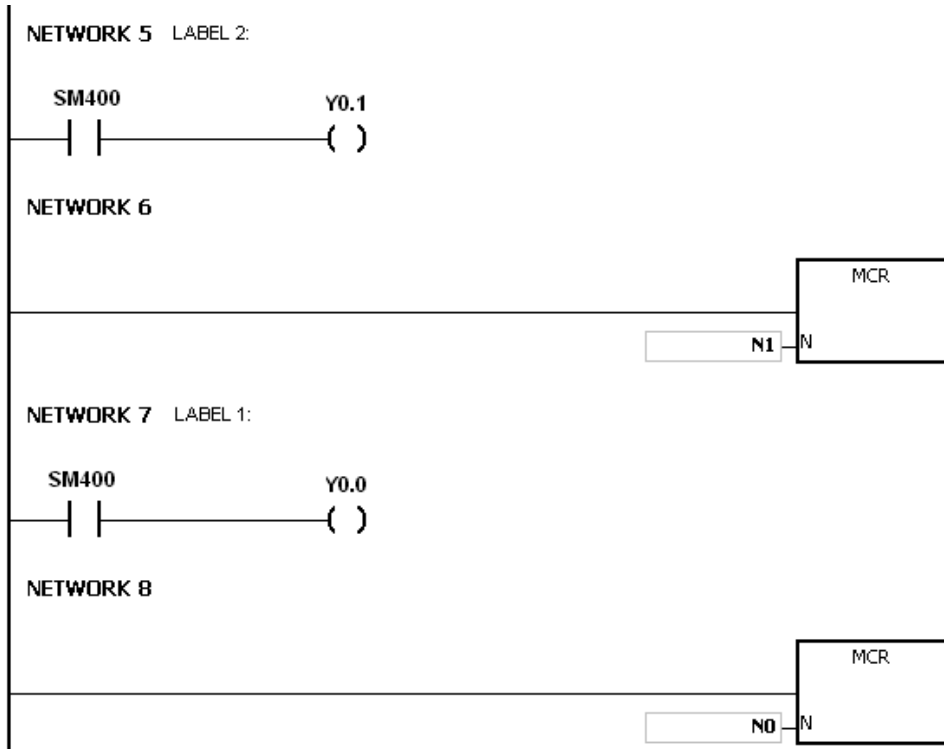 NETWORK 5 LABEL 2:
SM400 Y0.1
NETWORK 6
MCR
N1 N
NETWORK 7 LABEL 1:
SM400 Y0.0
NETWORK 8
MCR
N0 N